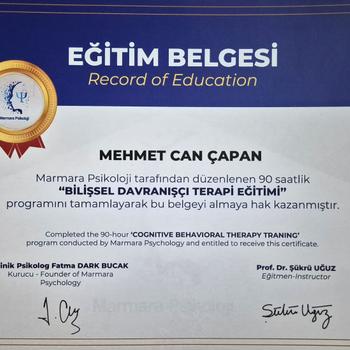 EĞİTİM BELGESİ
Record of Education
Marmara Psikoloji
MEHMET CAN ÇAPAN
Marmara Psikoloji tarafından düzenlenen 90 saatlik
“BİLİŞSEL DAVRANIŞÇI TERAPİ EĞİTİMİ”
programını tamamlayarak bu belgeyi almaya hak kazanmıştır.
Completed the 90-hour ‘COGNITIVE BEHAVIORAL THERAPY TRANING’
program conducted by Marmara Psychology and entitled to receive this certificate.
inik Psikolog Fatma DARK BUCAK
Kurucu - Founder of Marmara
Psychology
Prof. Dr. Şükrü UĞUZ
Eğitmen-Instructor
Şükrü Uğuz